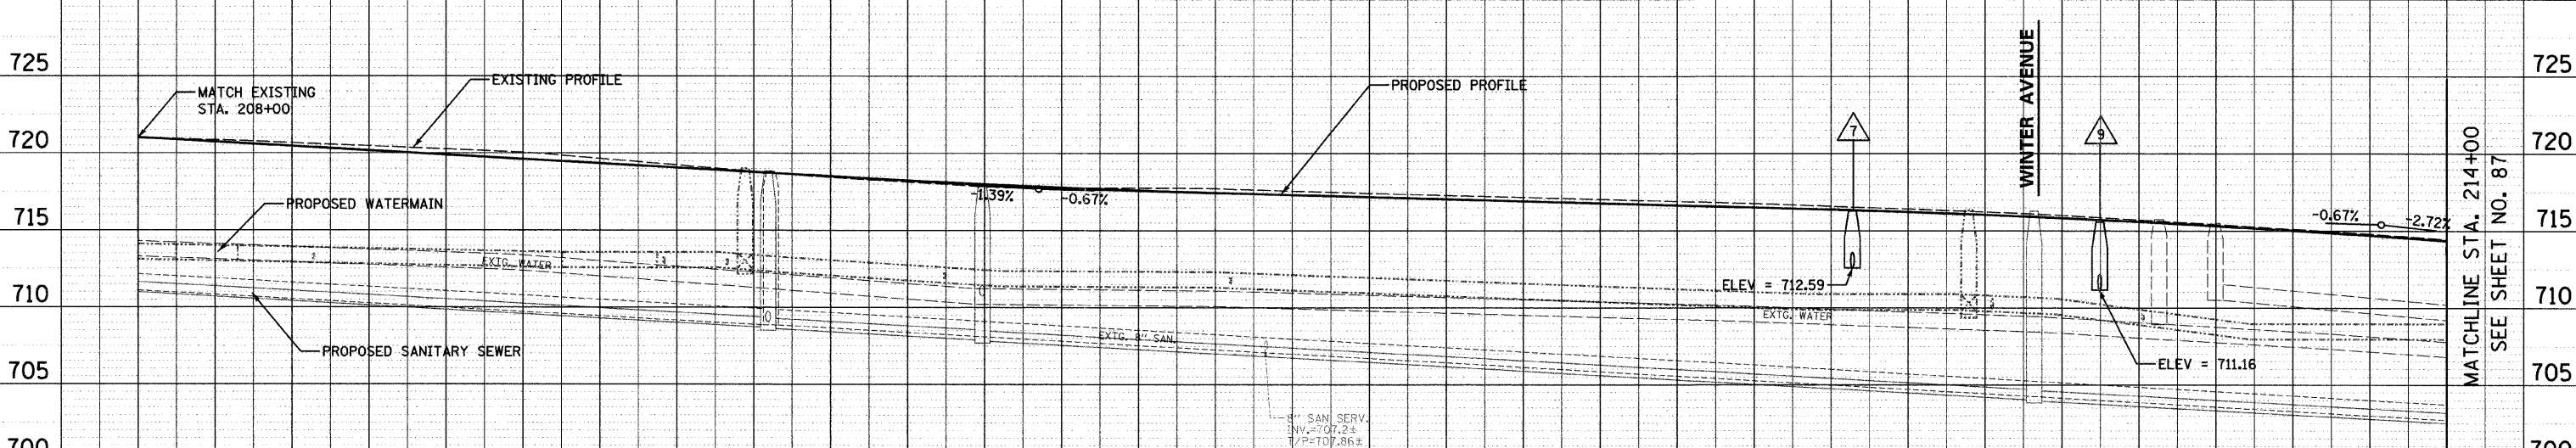 725
720
715
710
705
700
MATCH EXISTING
STA. 208+00
EXISTING PROFILE
PROPOSED PROFILE
PROPOSED WATERMAIN
EXTG. WATER
PROPOSED SANITARY SEWER
-1.39%
-0.67%
EXTG. 8" SAN.
8" SAN SERV.
INV.=707.2±
T/P=707.86±
7
ELEV = 712.59
EXTG. WATER
WINTER AVENUE
9
ELEV = 711.16
-0.67%
-2.72%
MATCHLINE STA. 214+00
SEE SHEET NO. 87
725
720
715
710
705
700